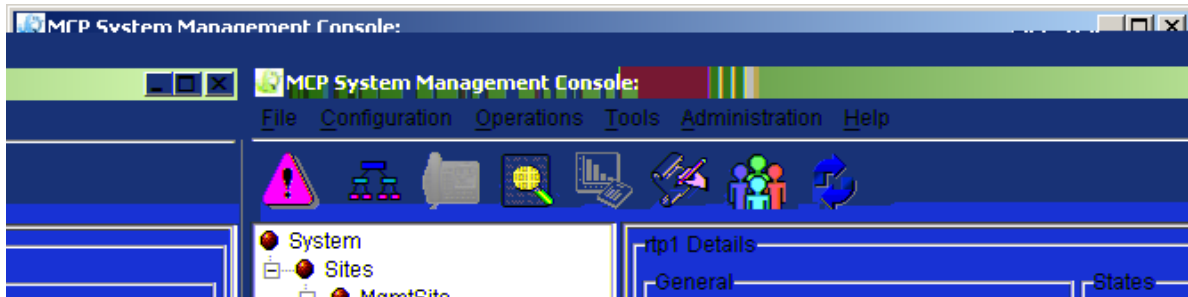 MCP System Management Console:
MCP System Management Console:
File Configuration Operations Tools Administration Help
System
Sites
MgmtSite
rtp1 Details
General
States